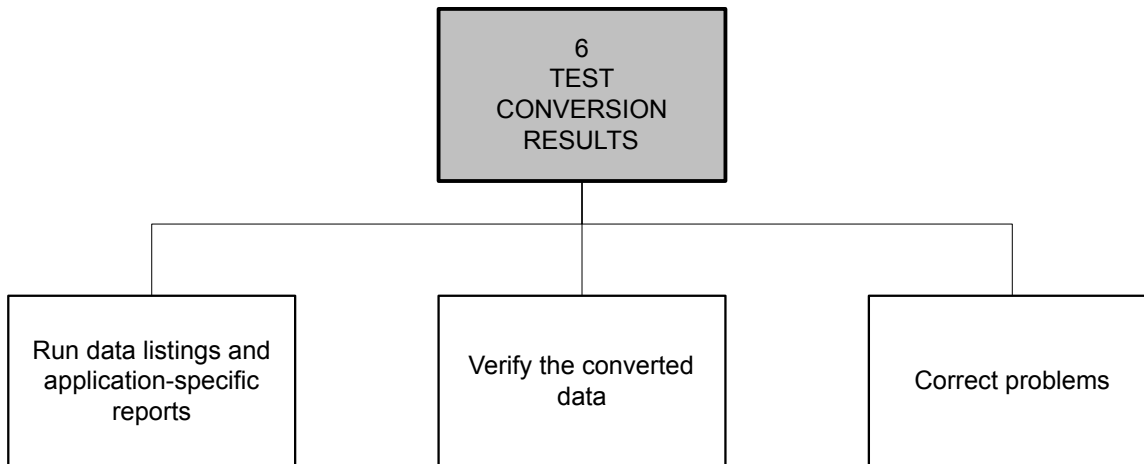 6
TEST
CONVERSION
RESULTS
Run data listings and
application-specific
reports
Verify the converted
data
Correct problems